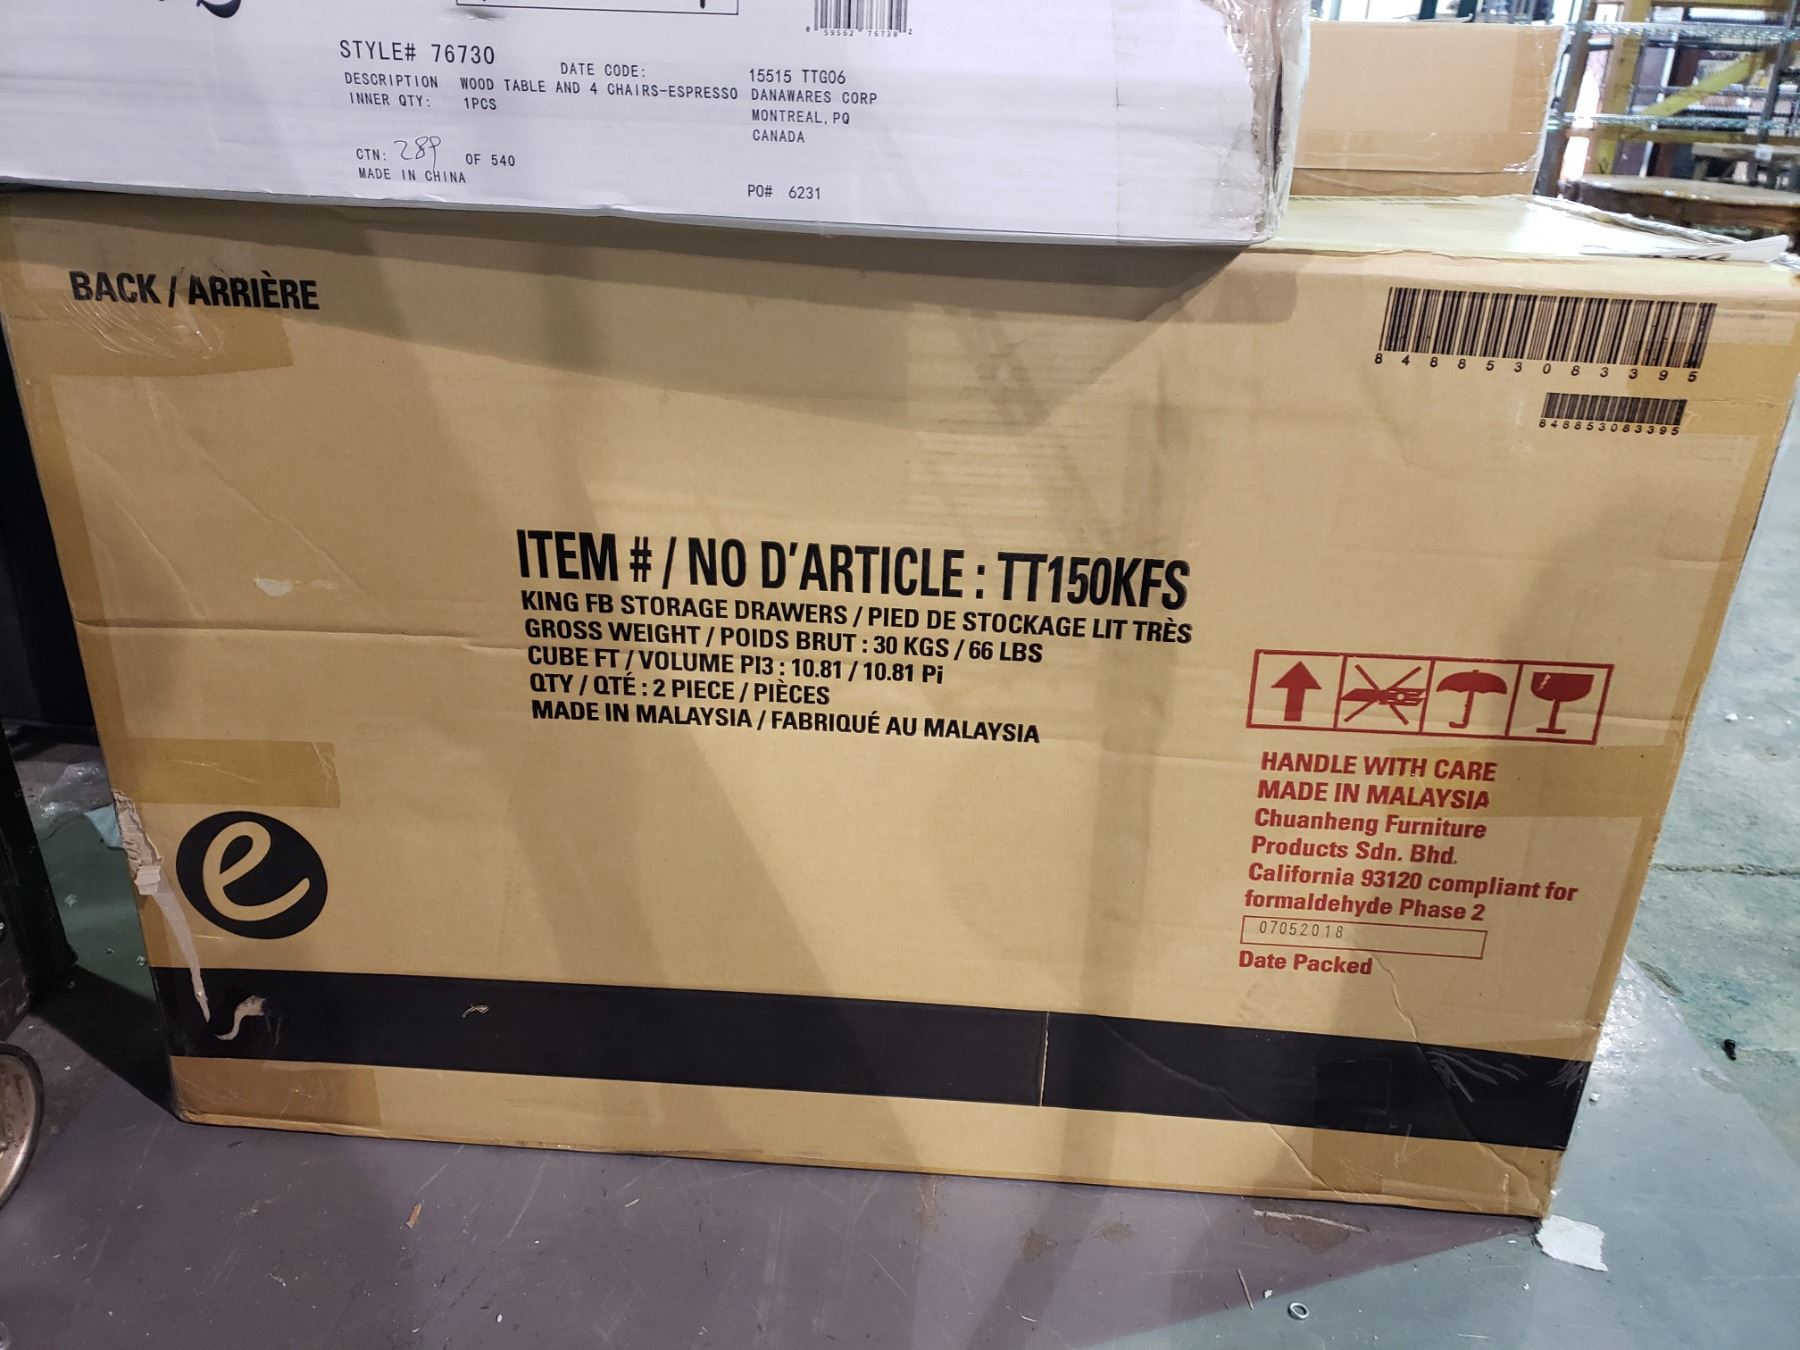 8 59562 76730 2
STYLE# 76730
DATE CODE:
15515 TTG06
DESCRIPTION WOOD TABLE AND 4 CHAIRS-ESPRESSO
DANAWARES CORP
INNER QTY: 1PCS
MONTREAL, PQ
CANADA
CTN: 289 OF 540
MADE IN CHINA
PO# 6231
BACK / ARRIÈRE
848853083395
848853083395
ITEM # / NO D'ARTICLE : TT150KFS
KING FB STORAGE DRAWERS / PIED DE STOCKAGE LIT TRÈS
GROSS WEIGHT / POIDS BRUT : 30 KGS / 66 LBS
CUBE FT / VOLUME PI3 : 10.81 / 10.81 Pi
QTY / QTÉ : 2 PIECE / PIÈCES
MADE IN MALAYSIA / FABRIQUÉ AU MALAYSIA
HANDLE WITH CARE
MADE IN MALAYSIA
Chuanheng Furniture
Products Sdn. Bhd.
California 93120 compliant for
formaldehyde Phase 2
07052018
Date Packed
e